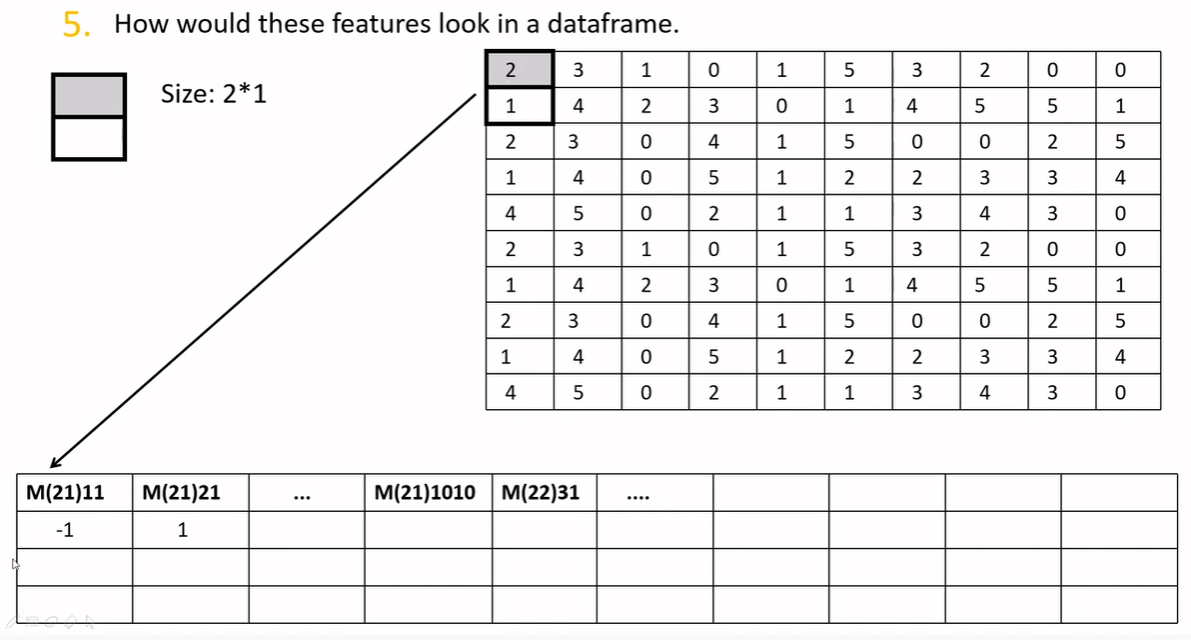 5. How would these features look in a dataframe.
Size: 2*1
2 3 1 0 1 5 3 2 0 0
1 4 2 3 0 1 4 5 5 1
2 3 0 4 1 5 0 0 2 5
1 4 0 5 1 2 2 3 3 4
4 5 0 2 1 1 3 4 3 0
2 3 1 0 1 5 3 2 0 0
1 4 2 3 0 1 4 5 5 1
2 3 0 4 1 5 0 0 2 5
1 4 0 5 1 2 2 3 3 4
4 5 0 2 1 1 3 4 3 0
M(21)11 M(21)21 ... M(21)1010 M(22)31 ....
-1 1